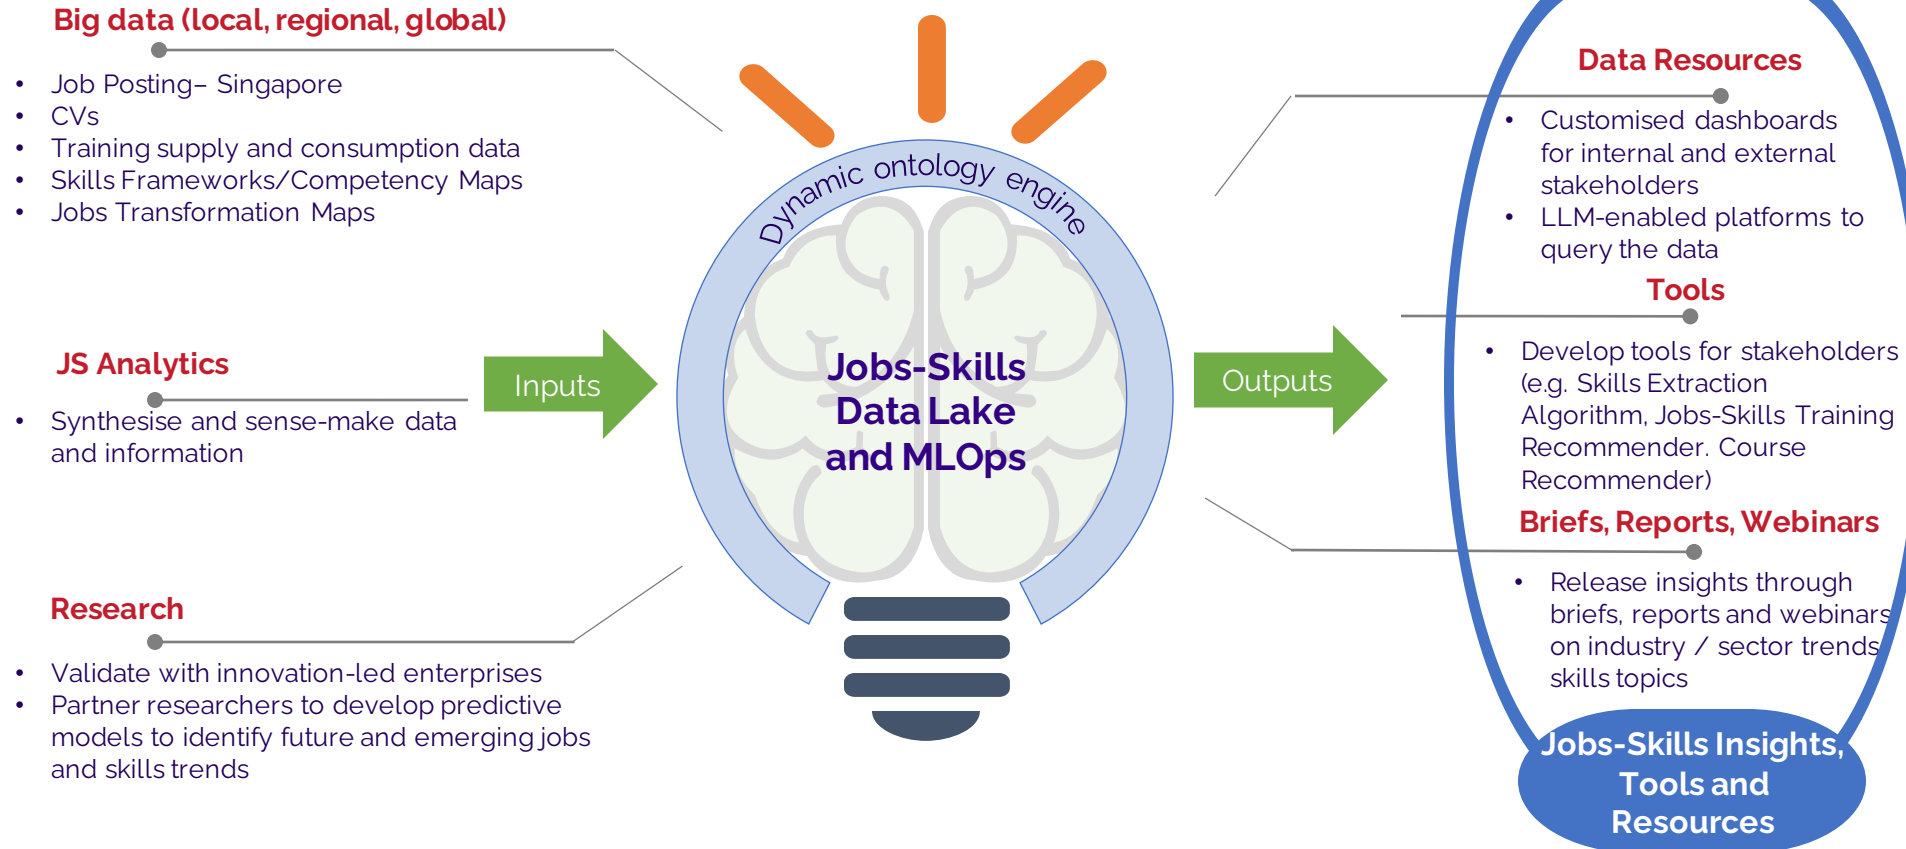 Big data (local, regional, global)
• Job Posting– Singapore
• CVs
• Training supply and consumption data
• Skills Frameworks/Competency Maps
• Jobs Transformation Maps
JS Analytics
• Synthesise and sense-make data
and information
Research
• Validate with innovation-led enterprises
• Partner researchers to develop predictive
models to identify future and emerging jobs
and skills trends
Inputs
Dynamic ontology engine
Jobs-Skills
Data Lake
and MLOps
Outputs
Data Resources
• Customised dashboards
for internal and external
stakeholders
• LLM-enabled platforms to
query the data
Tools
• Develop tools for stakeholders
(e.g. Skills Extraction
Algorithm, Jobs-Skills Training
Recommender. Course
Recommender)
Briefs, Reports, Webinars
• Release insights through
briefs, reports and webinars
on industry / sector trends
skills topics
Jobs-Skills Insights,
Tools and
Resources